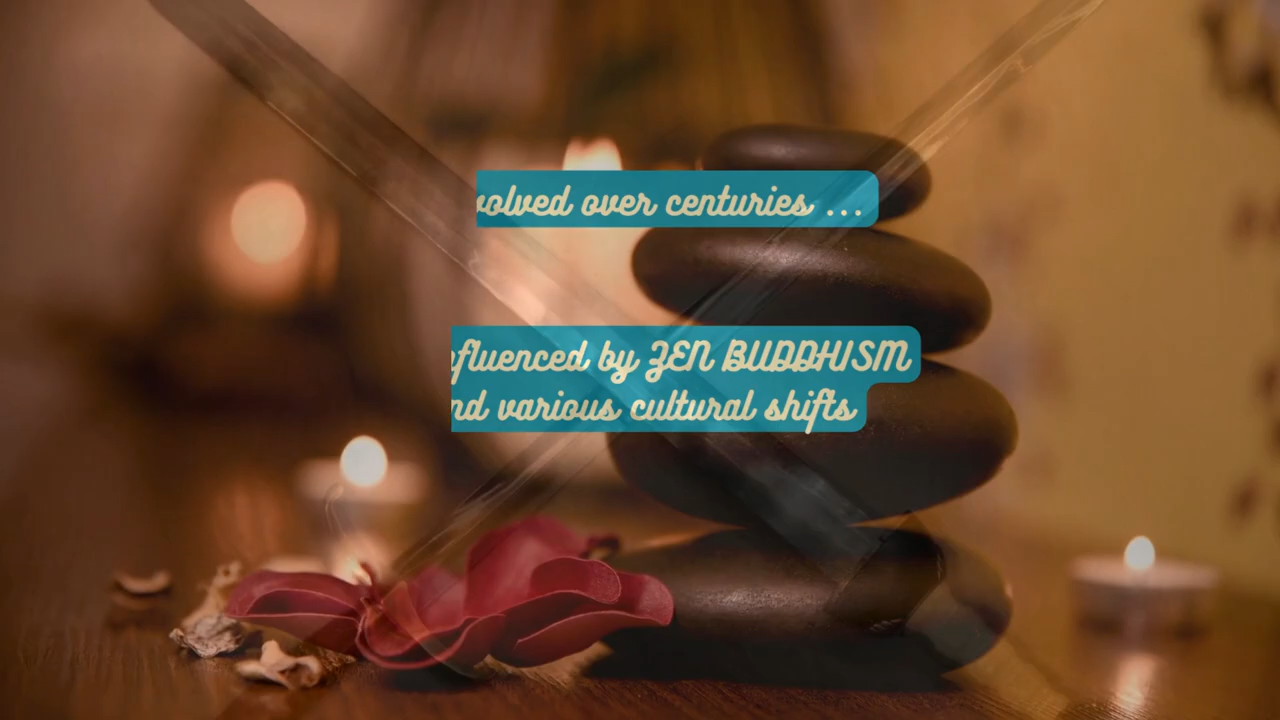 volved over centuries ...
fluenced by ZEN BUDDHISM
nd various cultural shifts